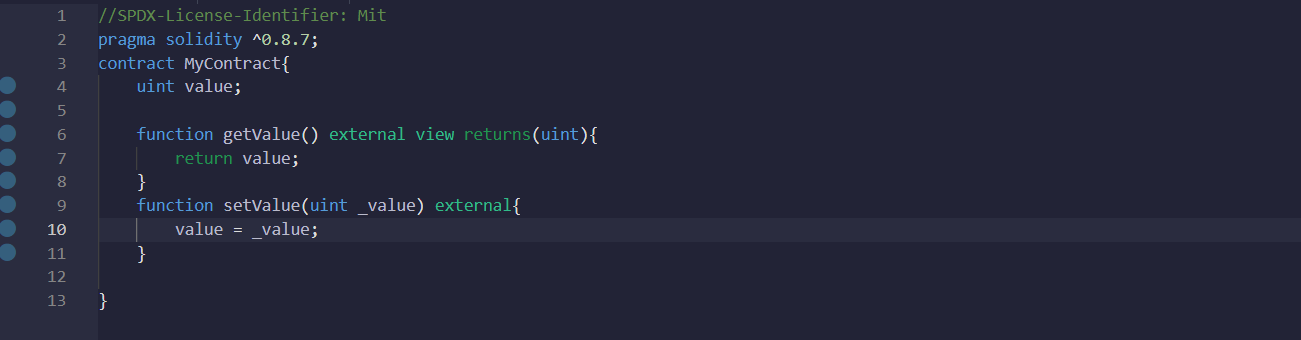 1 //SPDX-License-Identifier: Mit
2 pragma solidity ^0.8.7;
3 contract MyContract{
4     uint value;
5
6     function getValue() external view returns(uint){
7         return value;
8     }
9     function setValue(uint _value) external{
10         value = _value;
11     }
12
13 }